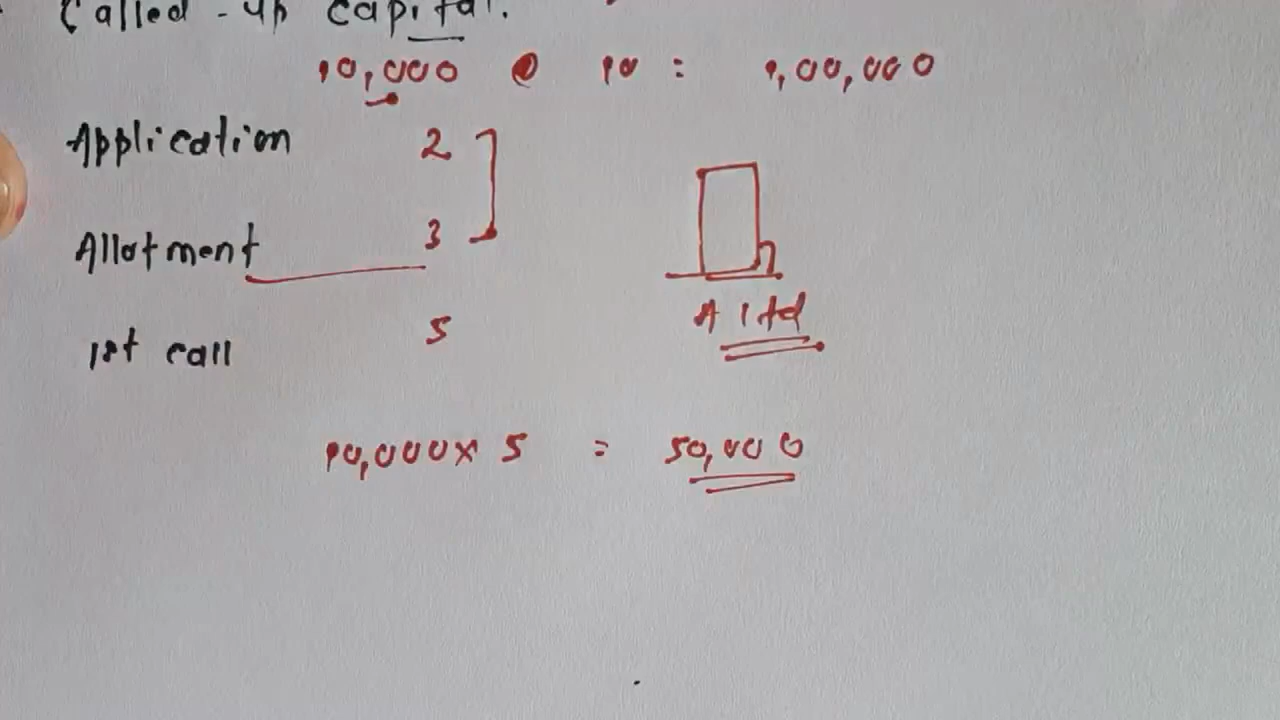 Called-up capital.
10,000 @ 10 = 1,00,000
Application 2
Allotment 3
1st call 5
A ltd
10,000 x 5 = 50,000